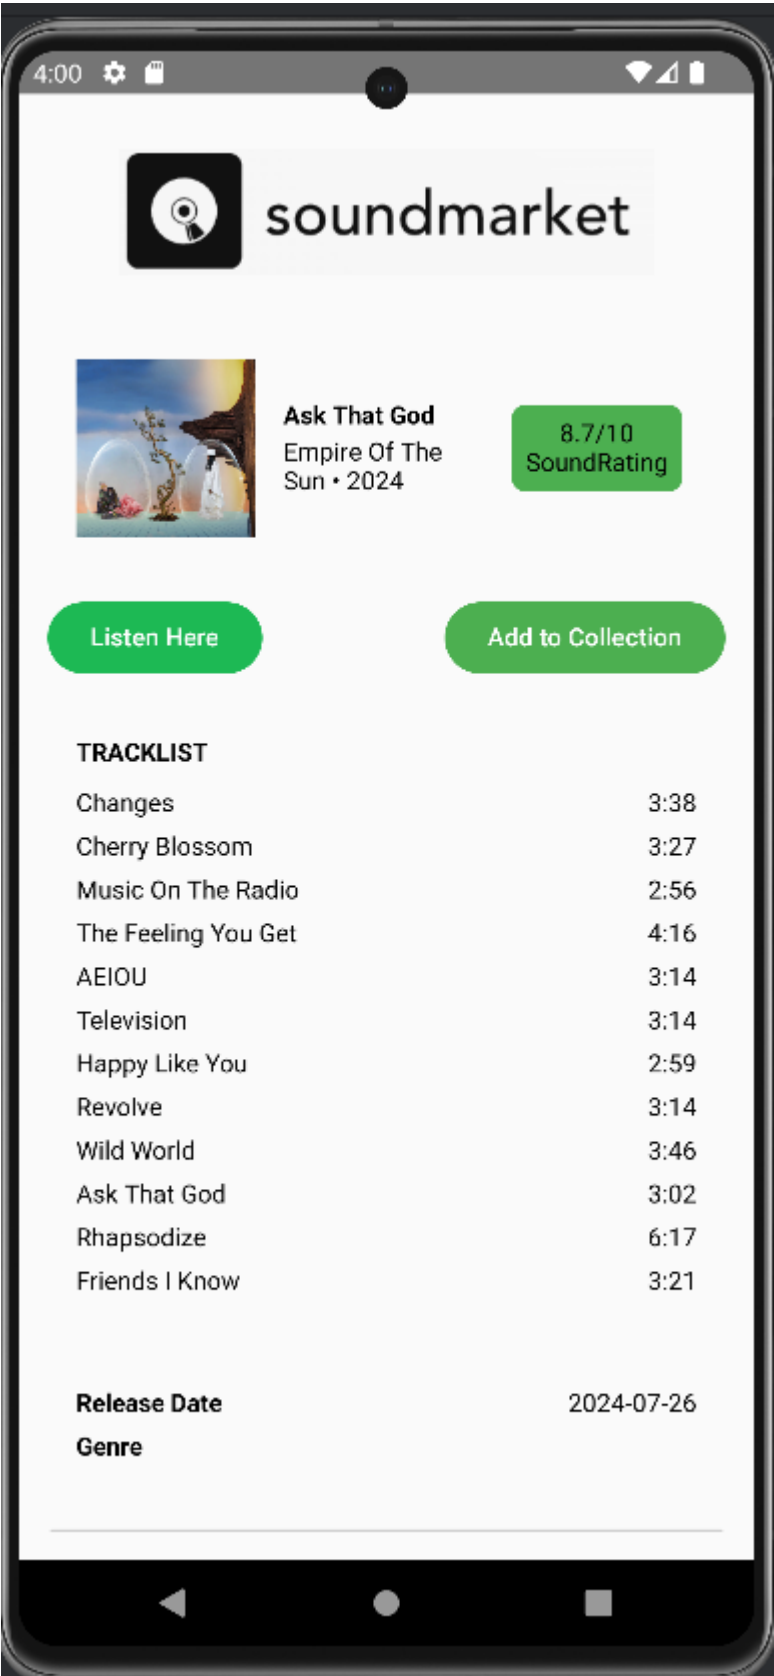 4:00
soundmarket
Ask That God
Empire Of The
Sun • 2024
8.7/10
SoundRating
Listen Here
Add to Collection
TRACKLIST
Changes 3:38
Cherry Blossom 3:27
Music On The Radio 2:56
The Feeling You Get 4:16
AEIOU 3:14
Television 3:14
Happy Like You 2:59
Revolve 3:14
Wild World 3:46
Ask That God 3:02
Rhapsodize 6:17
Friends I Know 3:21
Release Date 2024-07-26
Genre